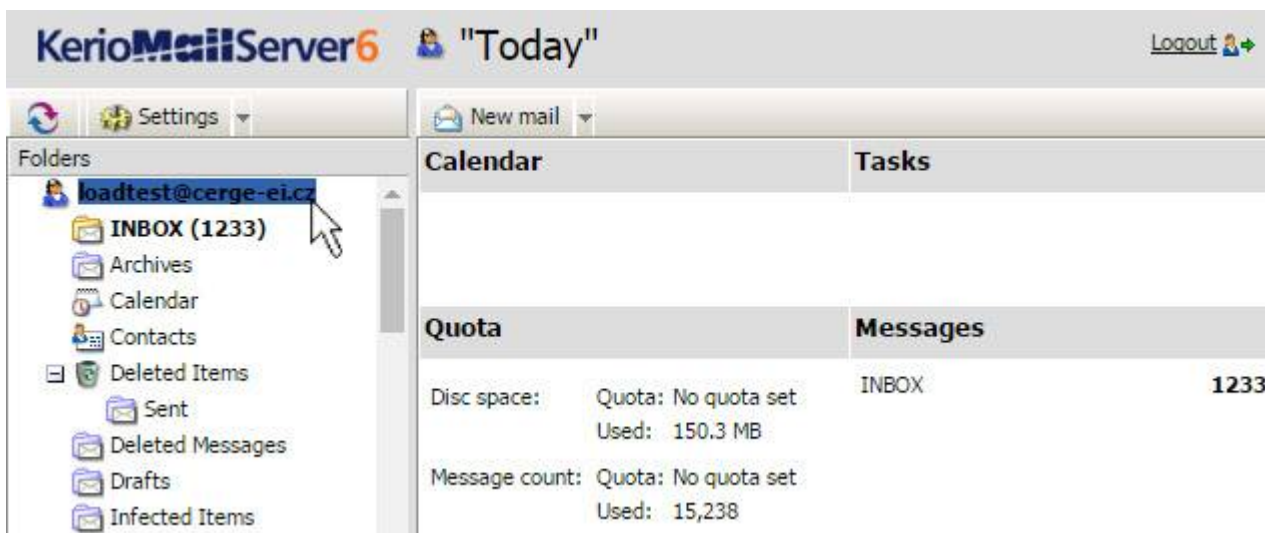 KerioMailServer6
"Today"
Logout
Settings
New mail
Folders
loadtest@cerge-ei.cz
INBOX (1233)
Archives
Calendar
Contacts
Deleted Items
Sent
Deleted Messages
Drafts
Infected Items
Calendar
Tasks
Quota
Messages
Disc space: Quota: No quota set
Used: 150.3 MB
Message count: Quota: No quota set
Used: 15,238
INBOX 1233